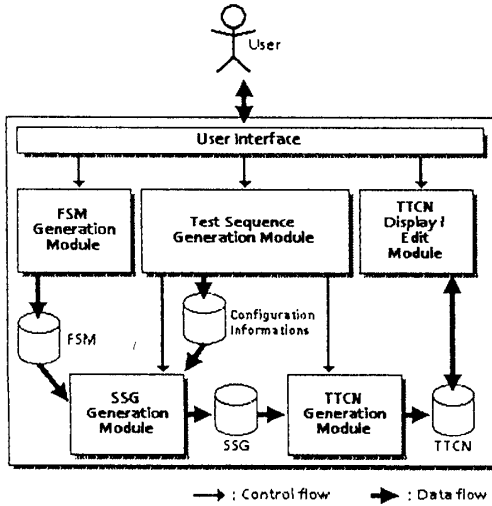 User
User interface
FSM
Generation
Module
Test Sequence
Generation Module
TTCN
Display /
Edit
Module
FSM
Configuration
Informations
SSG
Generation
Module
SSG
TTCN
Generation
Module
TTCN
: Control flow
: Data flow